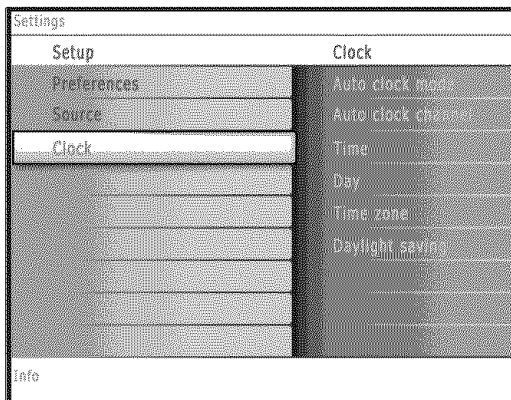 Settings
Setup
Clock
Preferences
Auto clock mode
Source
Auto clock channel
Clock
Time
Day
Time zone
Daylight saving
Info